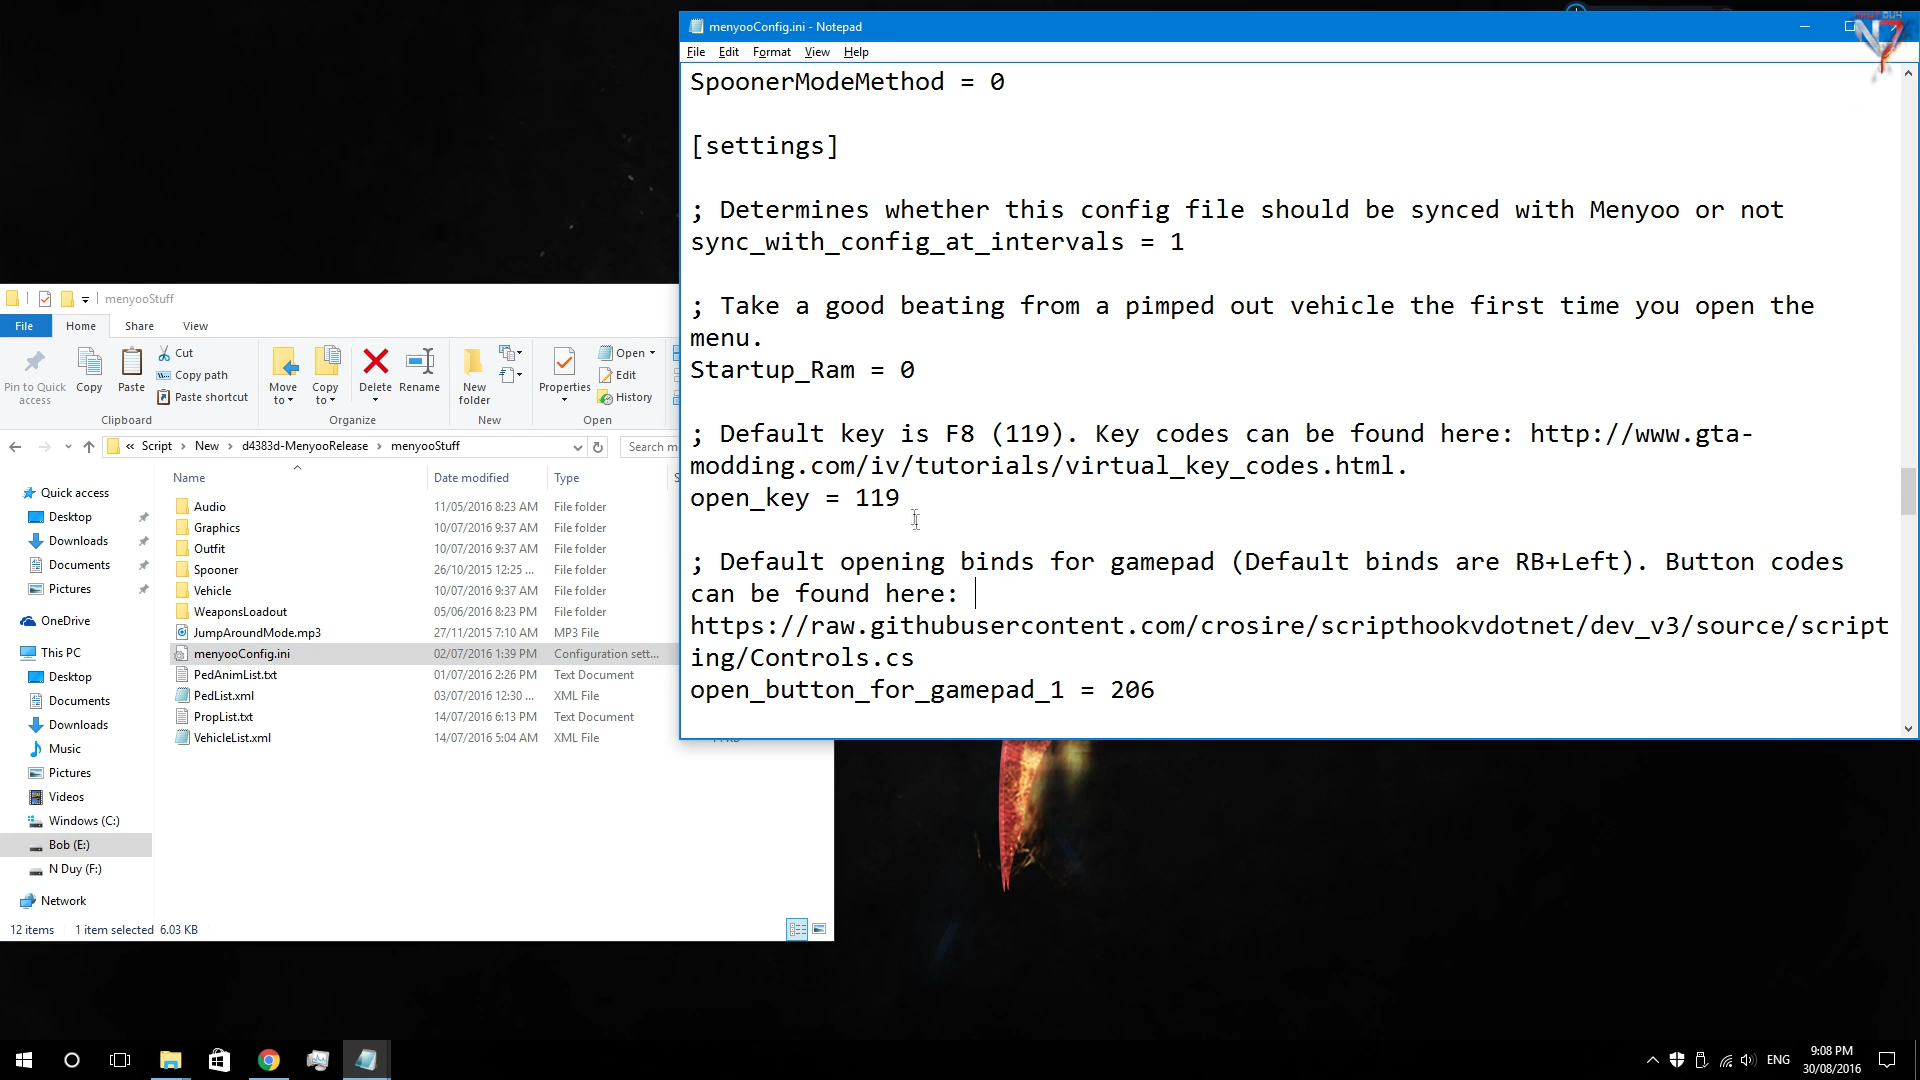 menyooConfig.ini - Notepad
File Edit Format View Help
SpoonerModeMethod = 0
[settings]
; Determines whether this config file should be synced with Menyoo or not
sync_with_config_at_intervals = 1
; Take a good beating from a pimped out vehicle the first time you open the
menu.
Startup_Ram = 0
; Default key is F8 (119). Key codes can be found here: http://www.gta-
modding.com/iv/tutorials/virtual_key_codes.html.
open_key = 119
; Default opening binds for gamepad (Default binds are RB+Left). Button codes
can be found here:
https://raw.githubusercontent.com/crosire/scripthookvdotnet/dev_v3/source/script
ing/Controls.cs
open_button_for_gamepad_1 = 206
menyooStuff
File Home Share View
Pin to Quick access
Copy
Paste
Cut
Copy path
Paste shortcut
Clipboard
Move to
Copy to
Delete
Rename
Organize
New folder
New
Properties
Open
Edit
History
Open
« Script > New > d4383d-MenyooRelease > menyooStuff
Search m
Name Date modified Type
Audio 11/05/2016 8:23 AM File folder
Graphics 10/07/2016 9:37 AM File folder
Outfit 10/07/2016 9:37 AM File folder
Spooner 26/10/2015 12:25 ... File folder
Vehicle 10/07/2016 9:37 AM File folder
WeaponsLoadout 05/06/2016 8:23 PM File folder
JumpAroundMode.mp3 27/11/2015 7:10 AM MP3 File
menyooConfig.ini 02/07/2016 1:39 PM Configuration sett...
PedAnimList.txt 01/07/2016 2:26 PM Text Document
PedList.xml 03/07/2016 12:30 ... XML File
PropList.txt 14/07/2016 6:13 PM Text Document
VehicleList.xml 14/07/2016 5:04 AM XML File
Quick access
Desktop
Downloads
Documents
Pictures
OneDrive
This PC
Desktop
Documents
Downloads
Music
Pictures
Videos
Windows (C:)
Bob (E:)
N Duy (F:)
Network
12 items 1 item selected 6.03 KB
ENG
9:08 PM
30/08/2016